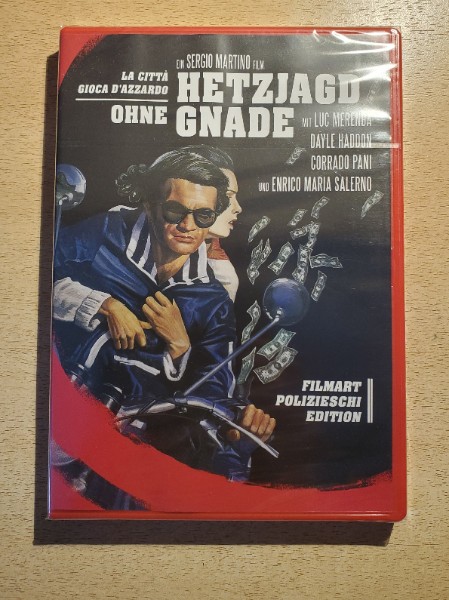 EIN SERGIO MARTINO FILM
LA CITTÀ
GIOCA D'AZZARDO
HETZJAGD
OHNE GNADE
MIT LUC MERENDA
DAYLE HADDON
CORRADO PANI
UND ENRICO MARIA SALERNO
FILMART
POLIZIESCHI
EDITION